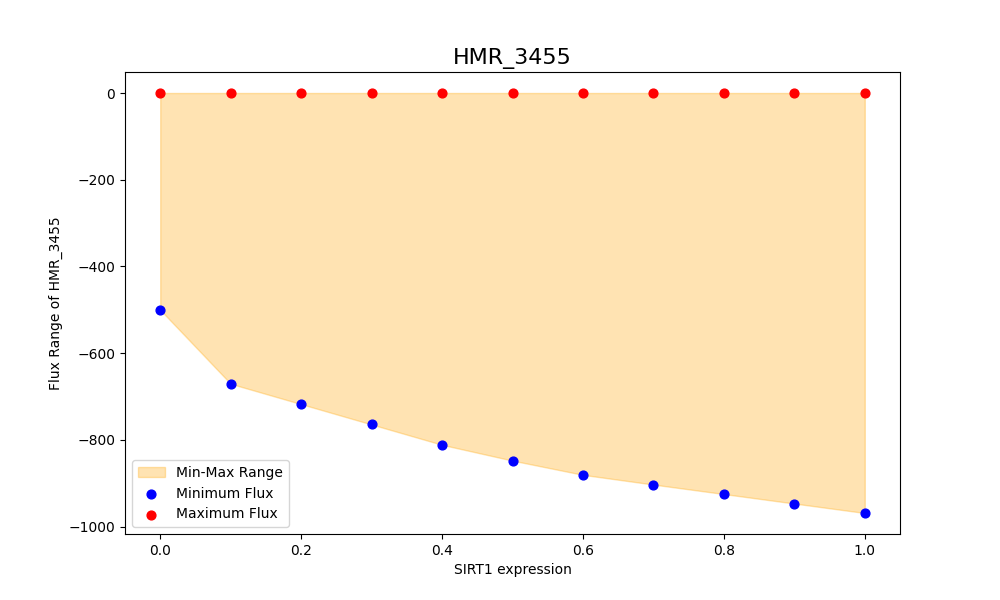 HMR_3455
Flux Range of HMR_3455
0
−200
−400
−600
−800
−1000
Min-Max Range
Minimum Flux
Maximum Flux
0.0 0.2 0.4 0.6 0.8 1.0
SIRT1 expression